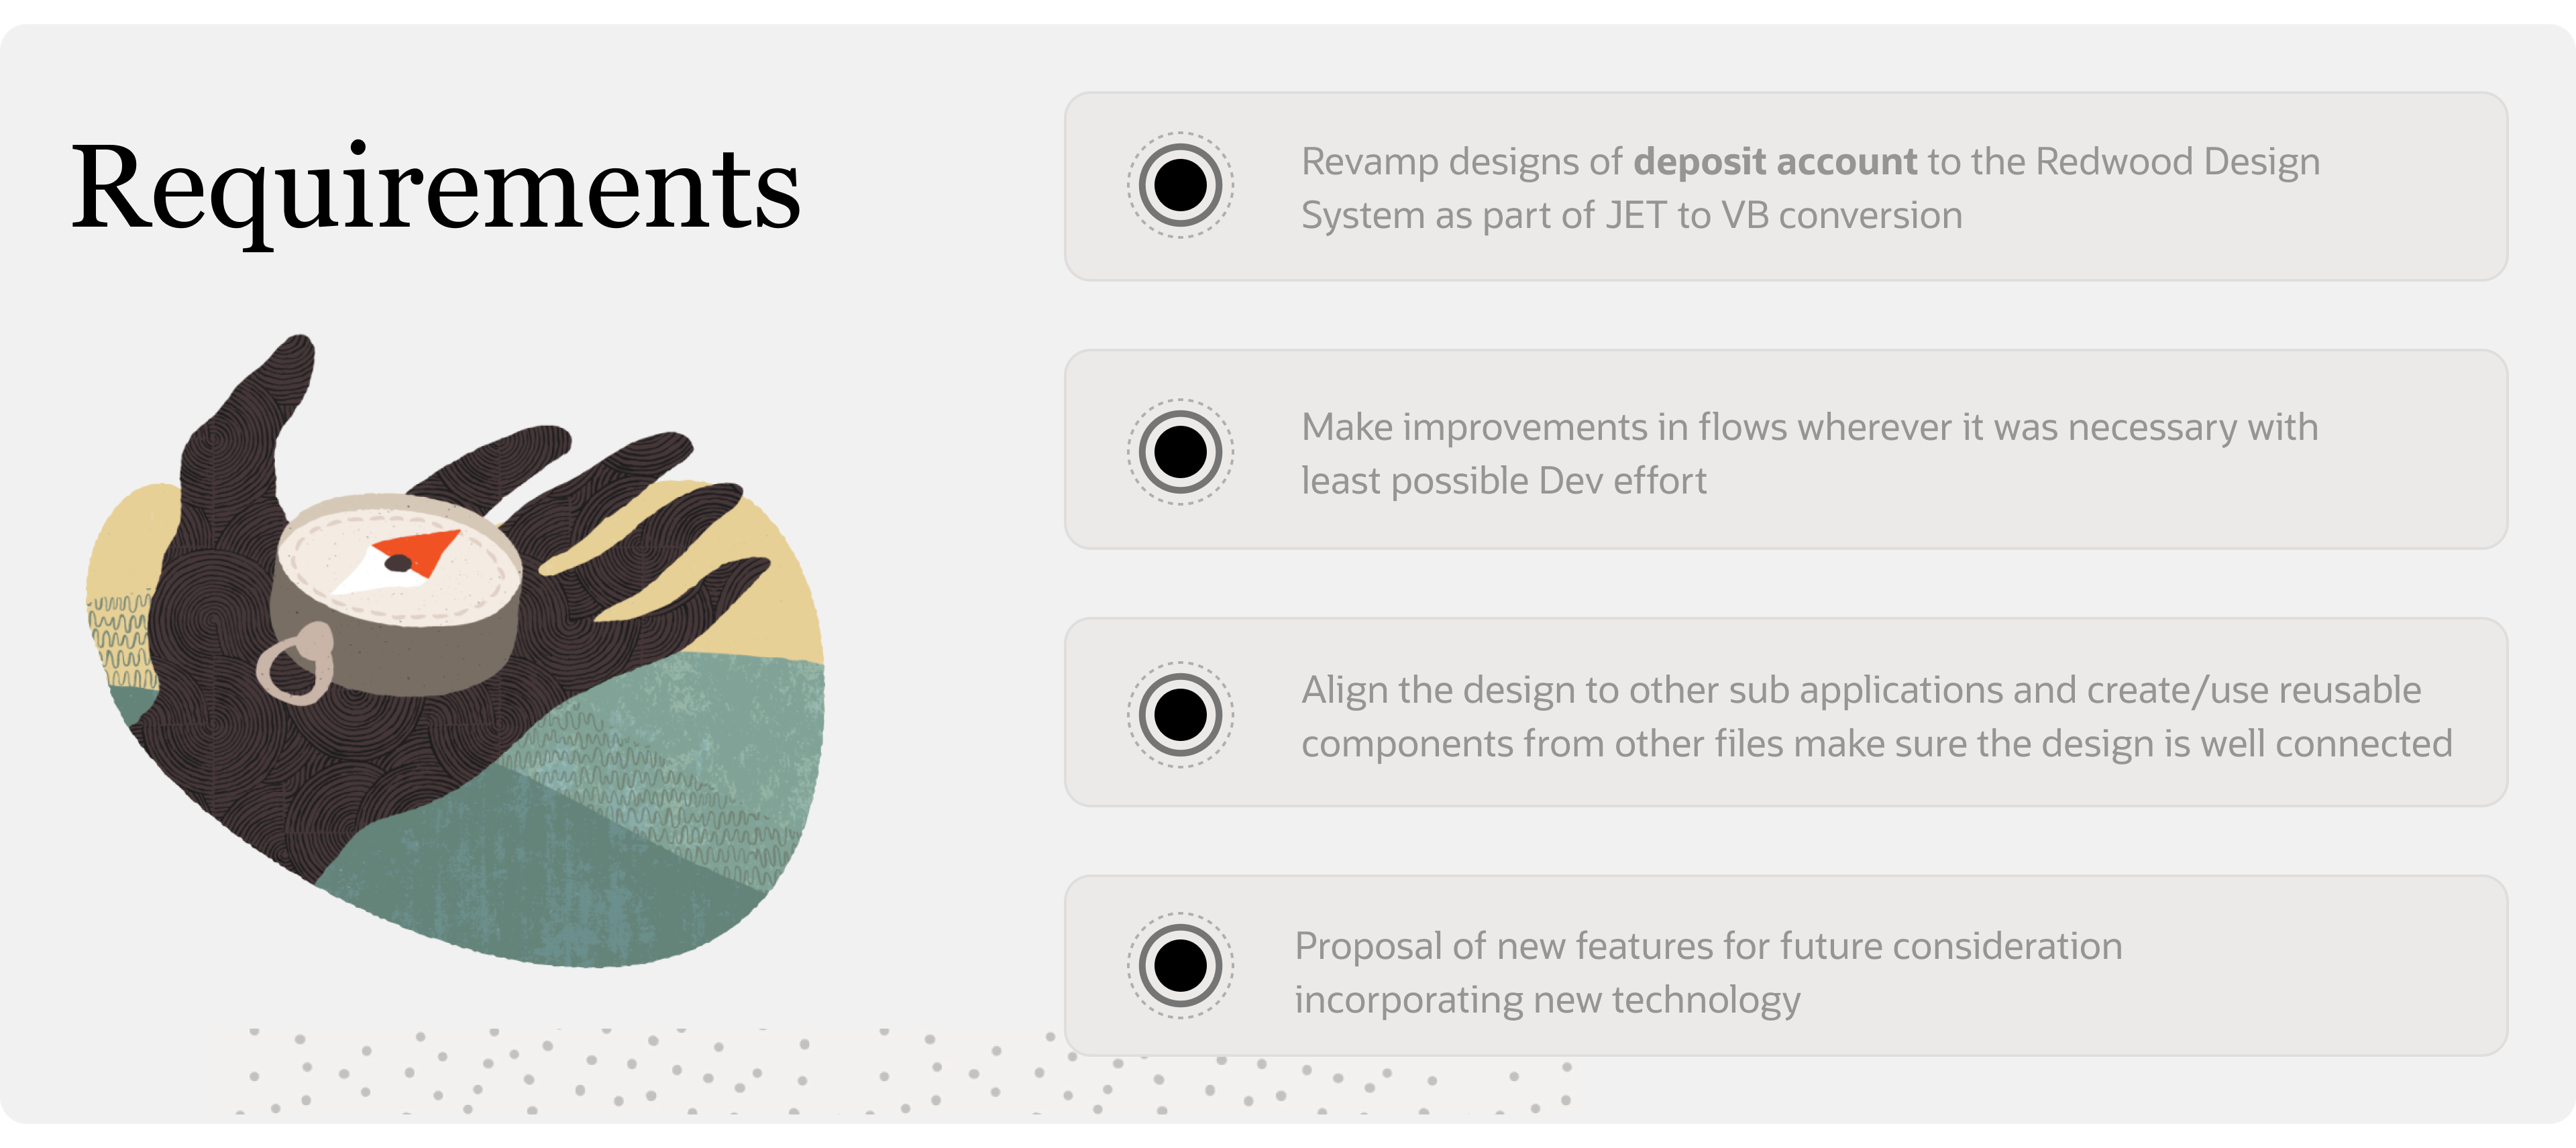 Requirements
Revamp designs of deposit account to the Redwood Design
System as part of JET to VB conversion
Make improvements in flows wherever it was necessary with
least possible Dev effort
Align the design to other sub applications and create/use reusable
components from other files make sure the design is well connected
Proposal of new features for future consideration
incorporating new technology